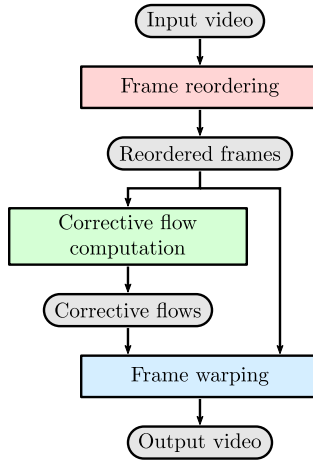 Input video
Frame reordering
Reordered frames
Corrective flow
computation
Corrective flows
Frame warping
Output video